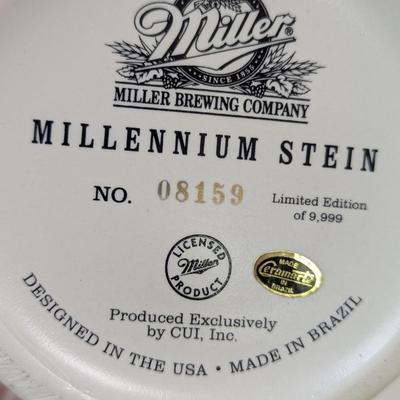 Miller
SINCE 1855
MILLER BREWING COMPANY
MILLENNIUM STEIN
NO. 08159
Limited Edition
of 9,999
LICENSED
Miller
PRODUCT
MADE
Ceramarte
IN
BRAZIL
Produced Exclusively
by CUI, Inc.
DESIGNED IN THE USA • MADE IN BRAZIL